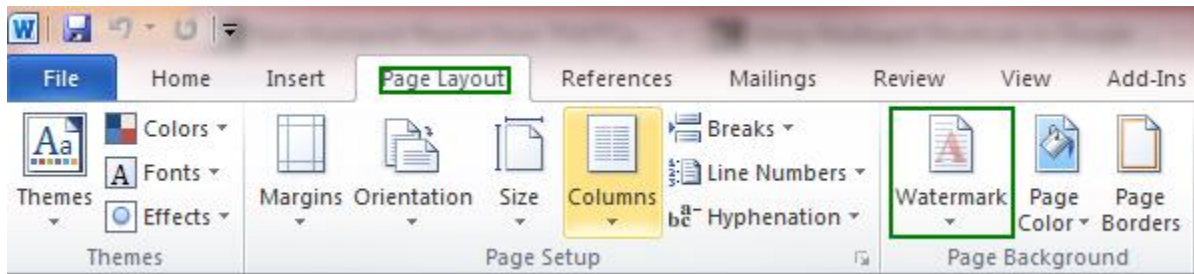 W
File Home Insert Page Layout References Mailings Review View Add-Ins
Aa Colors
A Fonts
Effects
Themes
Margins Orientation Size Columns
Breaks
Line Numbers
Hyphenation
Watermark Page Color Page Borders
Themes Page Setup Page Background